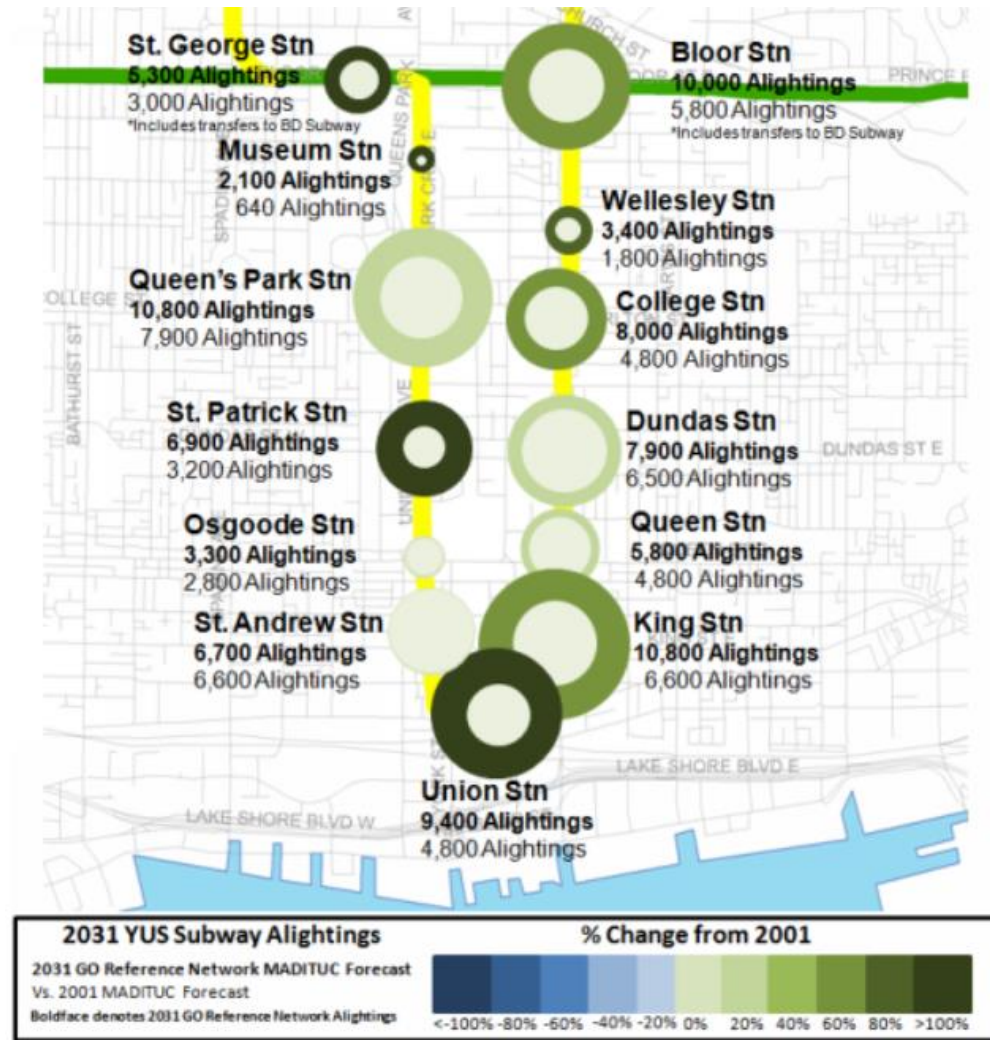 St. George Stn
5,300 Alightings
3,000 Alightings
*Includes transfers to BD Subway
Bloor Stn
10,000 Alightings
5,800 Alightings
*Includes transfers to BD Subway
CHURCH ST
PRINCE E
QUEENS PARK
Museum Stn
2,100 Alightings
640 Alightings
Wellesley Stn
3,400 Alightings
1,800 Alightings
Queen's Park Stn
10,800 Alightings
7,900 Alightings
COLLEGE ST
College Stn
8,000 Alightings
4,800 Alightings
BATHURST ST
St. Patrick Stn
6,900 Alightings
3,200 Alightings
Dundas Stn
7,900 Alightings
6,500 Alightings
DUNDAS ST E
Osgoode Stn
3,300 Alightings
2,800 Alightings
Queen Stn
5,800 Alightings
4,800 Alightings
St. Andrew Stn
6,700 Alightings
6,600 Alightings
King Stn
10,800 Alightings
6,600 Alightings
Union Stn
9,400 Alightings
4,800 Alightings
LAKE SHORE BLVD E
LAKE SHORE BLVD W
2031 YUS Subway Alightings
2031 GO Reference Network MADITUC Forecast
Vs. 2001 MADITUC Forecast
Boldface denotes 2031 GO Reference Network Alightings
% Change from 2001
<-100% -80% -60% -40% -20% 0% 20% 40% 60% 80% >100%